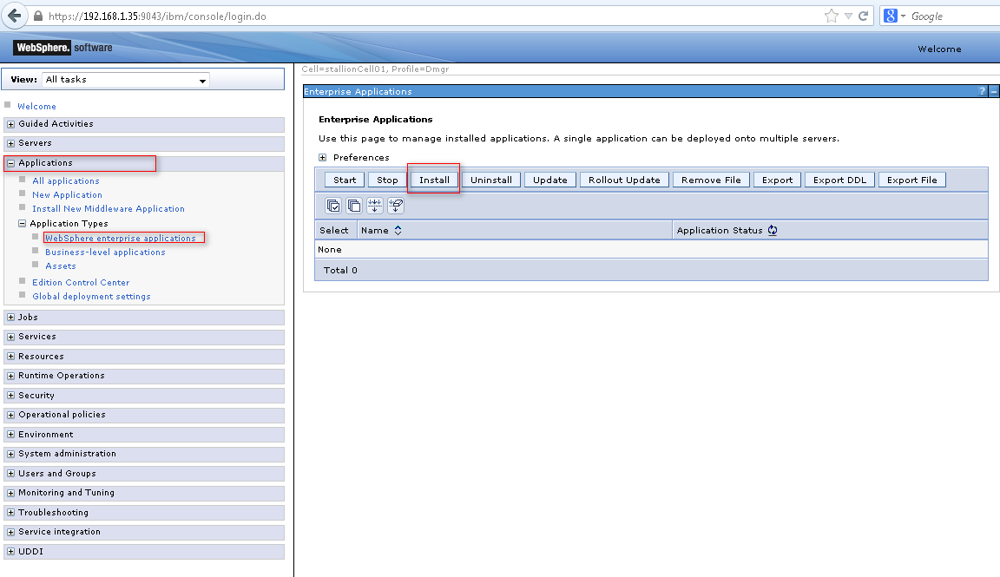 https://192.168.1.35:9043/ibm/console/login.do
Google
WebSphere. software
Welcome
View: All tasks
Welcome
Guided Activities
Servers
Applications
All applications
New Application
Install New Middleware Application
Application Types
WebSphere enterprise applications
Business-level applications
Assets
Edition Control Center
Global deployment settings
Jobs
Services
Resources
Runtime Operations
Security
Operational policies
Environment
System administration
Users and Groups
Monitoring and Tuning
Troubleshooting
Service integration
UDDI
Cell=stallionCell01, Profile=Dmgr
Enterprise Applications
?
Enterprise Applications
Use this page to manage installed applications. A single application can be deployed onto multiple servers.
Preferences
Start Stop Install Uninstall Update Rollout Update Remove File Export Export DDL Export File
Select Name Application Status
None
Total 0